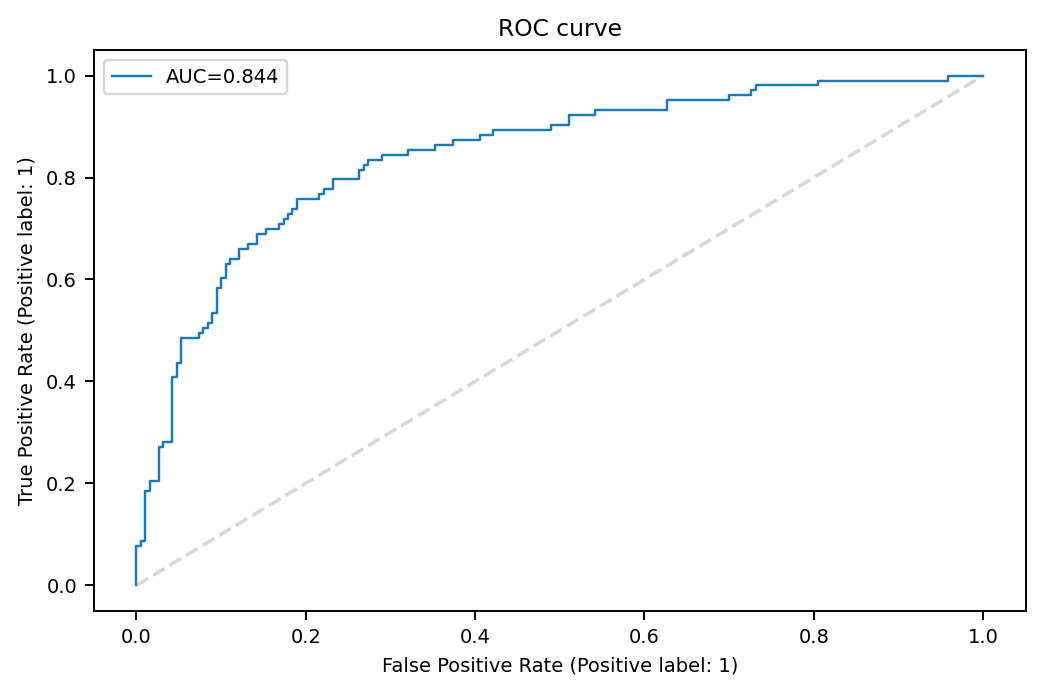 ROC curve
AUC=0.844
True Positive Rate (Positive label: 1)
1.0
0.8
0.6
0.4
0.2
0.0
0.0 0.2 0.4 0.6 0.8 1.0
False Positive Rate (Positive label: 1)